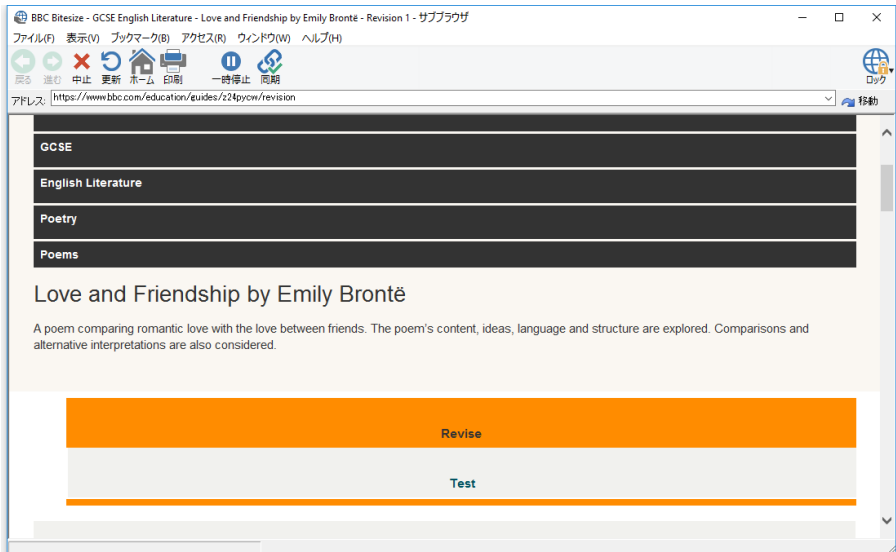 BBC Bitesize - GCSE English Literature - Love and Friendship by Emily Brontë - Revision 1 - サブブラウザ
ファイル(F) 表示(V) ブックマーク(B) アクセス(R) ウィンドウ(W) ヘルプ(H)
戻る 進む 中止 更新 ホーム 印刷 一時停止 同期 ロック
アドレス: https://www.bbc.com/education/guides/z24pycw/revision 移動
GCSE
English Literature
Poetry
Poems
Love and Friendship by Emily Brontë
A poem comparing romantic love with the love between friends. The poem's content, ideas, language and structure are explored. Comparisons and
alternative interpretations are also considered.
Revise
Test